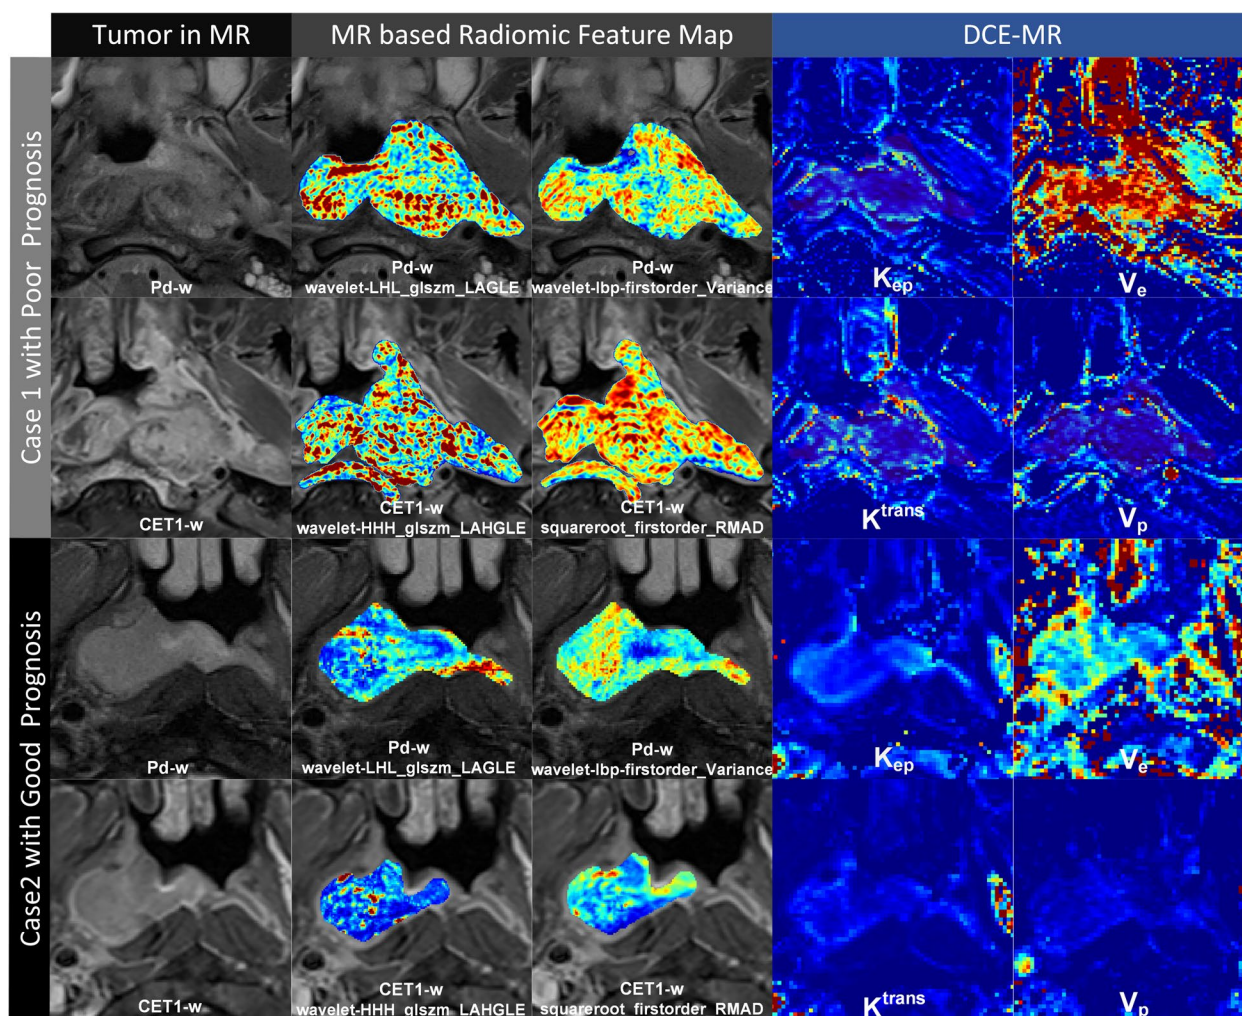 Tumor in MR
MR based Radiomic Feature Map
DCE-MR
Case 1 with Poor Prognosis
Pd-w
Pd-w
wavelet-LHL_glszm_LAGLE
Pd-w
wavelet-lbp-firstorder_Variance
Kep
Ve
CET1-w
CET1-w
wavelet-HHH_glszm_LAHGLE
CET1-w
squareroot_firstorder_RMAD
Ktrans
Vp
Case2 with Good Prognosis
Pd-w
Pd-w
wavelet-LHL_glszm_LAGLE
Pd-w
wavelet-lbp-firstorder_Variance
Kep
Ve
CET1-w
CET1-w
wavelet-HHH_glszm_LAHGLE
CET1-w
squareroot_firstorder_RMAD
Ktrans
Vp